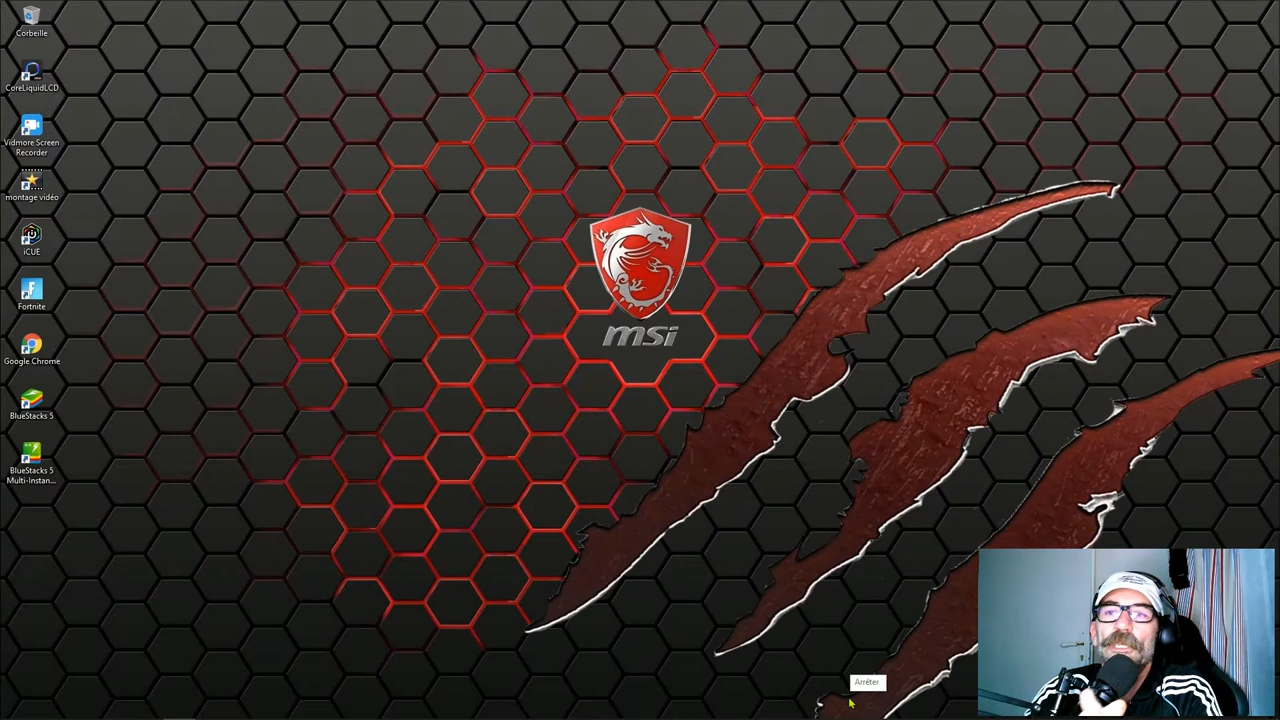 Corbeille
CoreLiquidLCD
Vidmore Screen
Recorder
montage vidéo
iCUE
Fortnite
Google Chrome
BlueStacks 5
BlueStacks 5
Multi-Instan...
msi
Arrêter